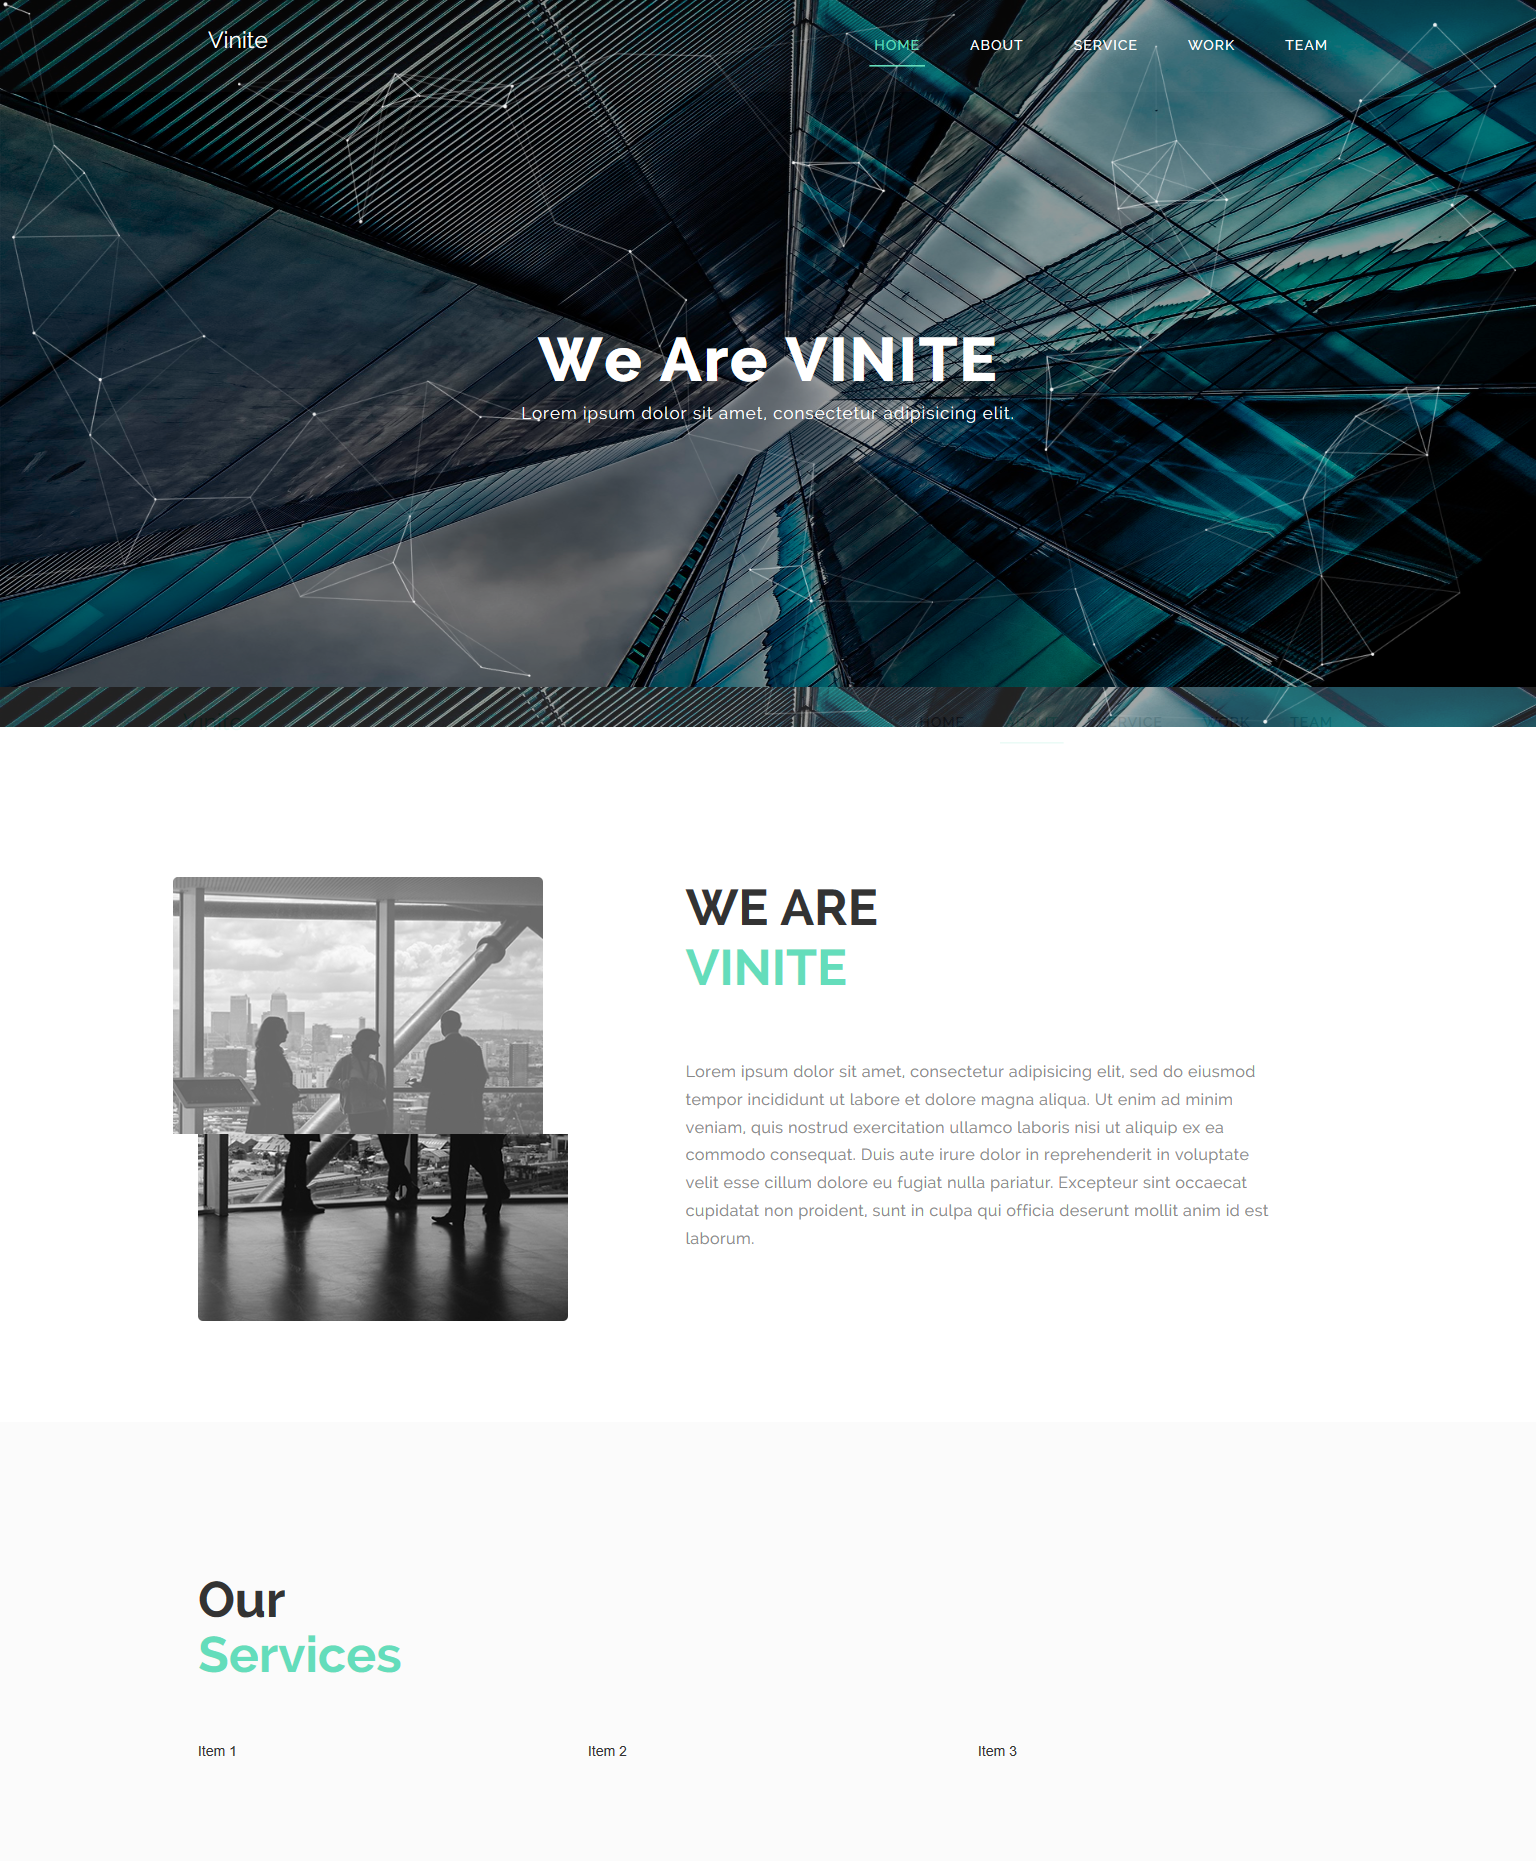 Vinite
HOME ABOUT SERVICE WORK TEAM
We Are VINITE
Lorem ipsum dolor sit amet, consectetur adipisicing elit.
HOME SERVICE WORK TEAM
WE ARE
VINITE
Lorem ipsum dolor sit amet, consectetur adipisicing elit, sed do eiusmod
tempor incididunt ut labore et dolore magna aliqua. Ut enim ad minim
veniam, quis nostrud exercitation ullamco laboris nisi ut aliquip ex ea
commodo consequat. Duis aute irure dolor in reprehenderit in voluptate
velit esse cillum dolore eu fugiat nulla pariatur. Excepteur sint occaecat
cupidatat non proident, sunt in culpa qui officia deserunt mollit anim id est
laborum.
Our
Services
Item 1 Item 2 Item 3